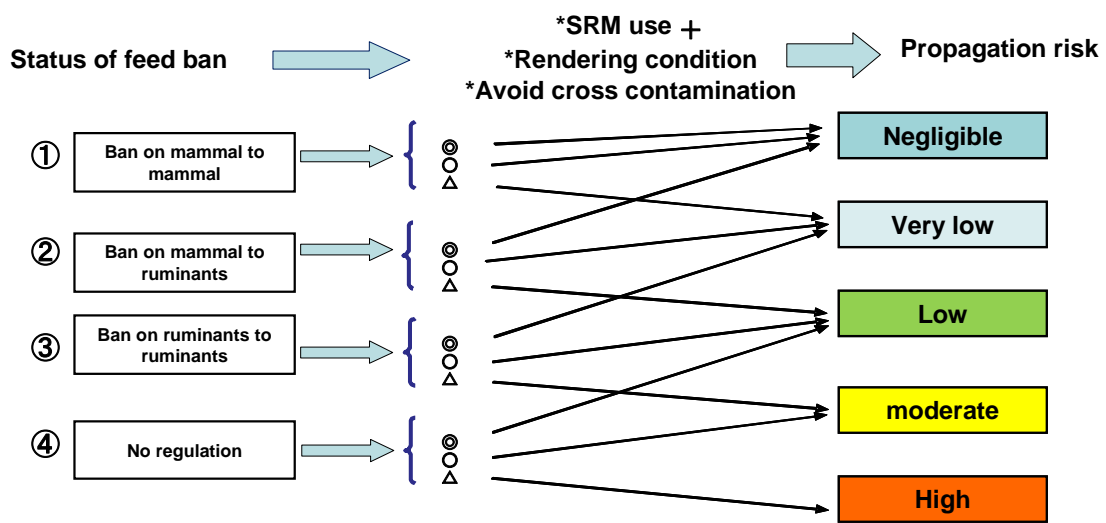 Status of feed ban
*SRM use +
*Rendering condition
*Avoid cross contamination
Propagation risk
①
Ban on mammal to
mammal
◎
○
△
Negligible
②
Ban on mammal to
ruminants
◎
○
△
Very low
③
Ban on ruminants to
ruminants
◎
○
△
Low
④
No regulation
◎
○
△
moderate
High